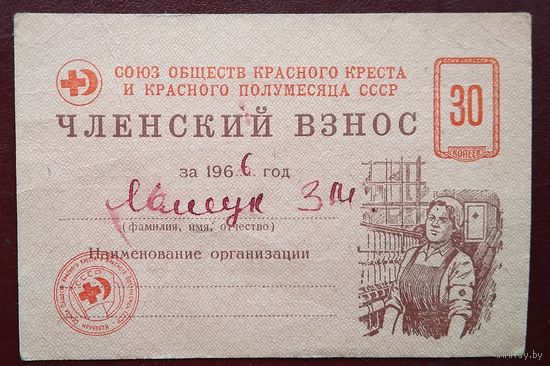 СОЮЗ ОБЩЕСТВ КРАСНОГО КРЕСТА
И КРАСНОГО ПОЛУМЕСЯЦА СССР
30
КОПЕЕК
ЧЛЕНСКИЙ ВЗНОС
за 1966 год
(фамилия, имя, отчество)
Наименование организации
СССР